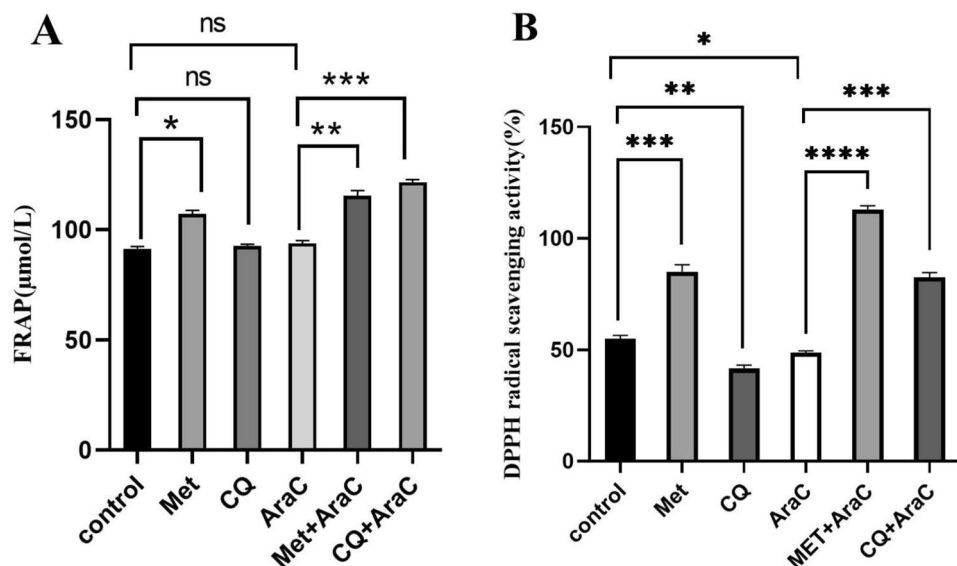 A
ns
ns
***
*
**
150
100
50
0
FRAP(µmol/L)
control
Met
CQ
AraC
Met+AraC
CQ+AraC
B
*
**
***
***
****
150
100
50
0
DPPH radical scavenging activity(%)
control
Met
CQ
AraC
MET+AraC
CQ+AraC